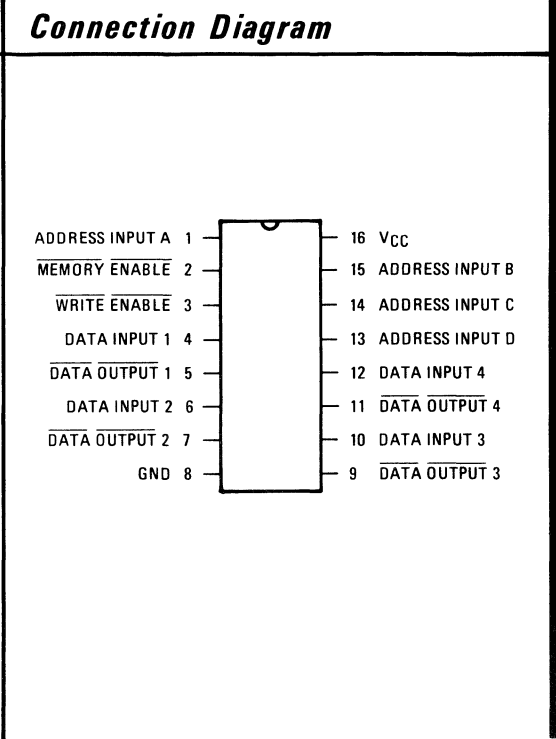 Connection Diagram
ADDRESS INPUT A 1
MEMORY ENABLE 2
WRITE ENABLE 3
DATA INPUT 1 4
DATA OUTPUT 1 5
DATA INPUT 2 6
DATA OUTPUT 2 7
GND 8
16 VCC
15 ADDRESS INPUT B
14 ADDRESS INPUT C
13 ADDRESS INPUT D
12 DATA INPUT 4
11 DATA OUTPUT 4
10 DATA INPUT 3
9 DATA OUTPUT 3